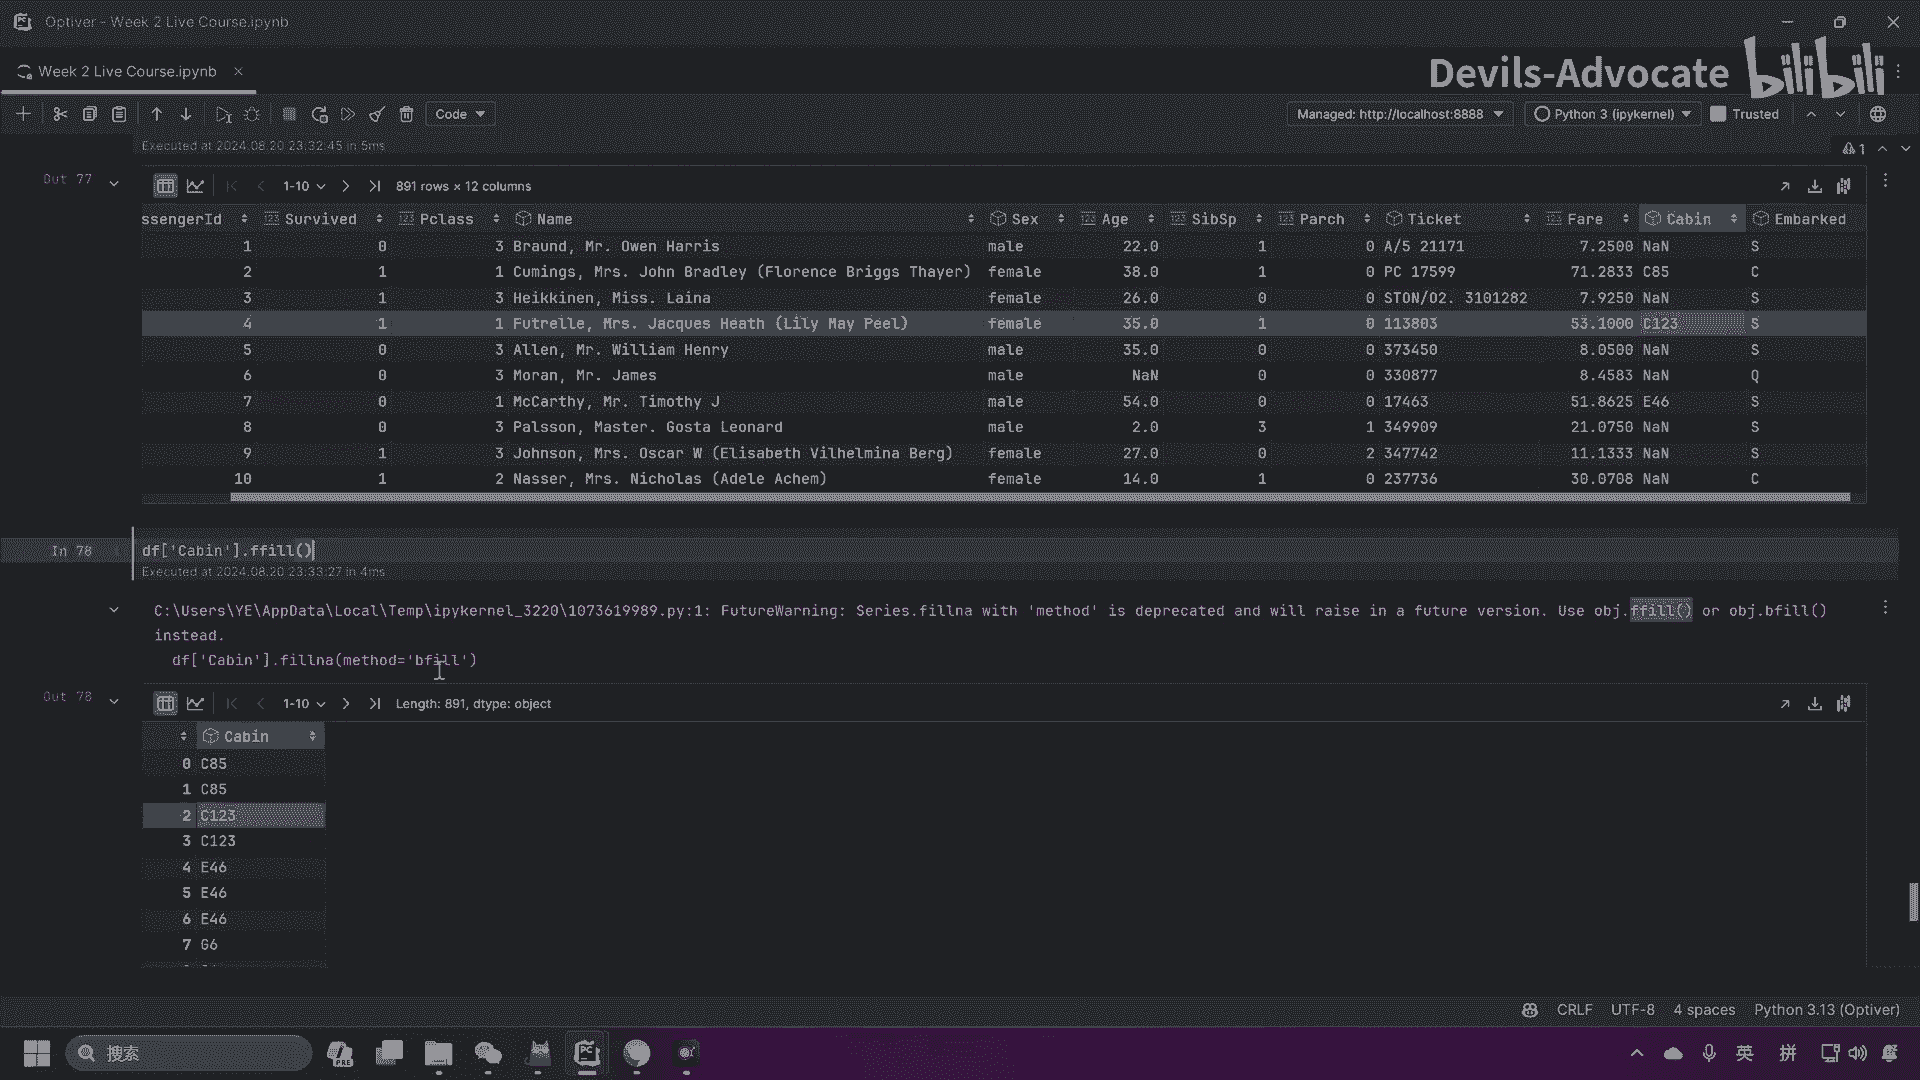 Optiver – Week 2 Live Course.ipynb
Week 2 Live Course.ipynb
Devils-Advocate bilibili
Code
Managed: http://localhost:8888
Python 3 (ipykernel)
Trusted
Executed at 2024.08.20 23:32:45 in 5ms
1
Out 77
1-10
891 rows × 12 columns
ssengerId Survived Pclass Name Sex Age SibSp Parch Ticket Fare Cabin Embarked
1 0 3 Braund, Mr. Owen Harris male 22.0 1 0 A/5 21171 7.2500 NaN S
2 1 1 Cumings, Mrs. John Bradley (Florence Briggs Thayer) female 38.0 1 0 PC 17599 71.2833 C85 C
3 1 3 Heikkinen, Miss. Laina female 26.0 0 0 STON/O2. 3101282 7.9250 NaN S
4 1 1 Futrelle, Mrs. Jacques Heath (Lily May Peel) female 35.0 1 0 113803 53.1000 C123 S
5 0 3 Allen, Mr. William Henry male 35.0 0 0 373450 8.0500 NaN S
6 0 3 Moran, Mr. James male NaN 0 0 330877 8.4583 NaN Q
7 0 1 McCarthy, Mr. Timothy J male 54.0 0 0 17463 51.8625 E46 S
8 0 3 Palsson, Master. Gosta Leonard male 2.0 3 1 349909 21.0750 NaN S
9 1 3 Johnson, Mrs. Oscar W (Elisabeth Vilhelmina Berg) female 27.0 0 2 347742 11.1333 NaN S
10 1 2 Nasser, Mrs. Nicholas (Adele Achem) female 14.0 1 0 237736 30.0708 NaN C
In 78
df['Cabin'].ffill()
Executed at 2024.08.20 23:33:27 in 4ms
C:\Users\YE\AppData\Local\Temp\ipykernel_3220\1073619989.py:1: FutureWarning: Series.fillna with 'method' is deprecated and will raise in a future version. Use obj.ffill() or obj.bfill()
instead.
df['Cabin'].fillna(method='bfill')
Out 78
1-10
Length: 891, dtype: object
Cabin
0 C85
1 C85
2 C123
3 C123
4 E46
5 E46
6 E46
7 G6
CRLF UTF-8 4 spaces Python 3.13 (Optiver)
搜索
PRE
PC
英
拼